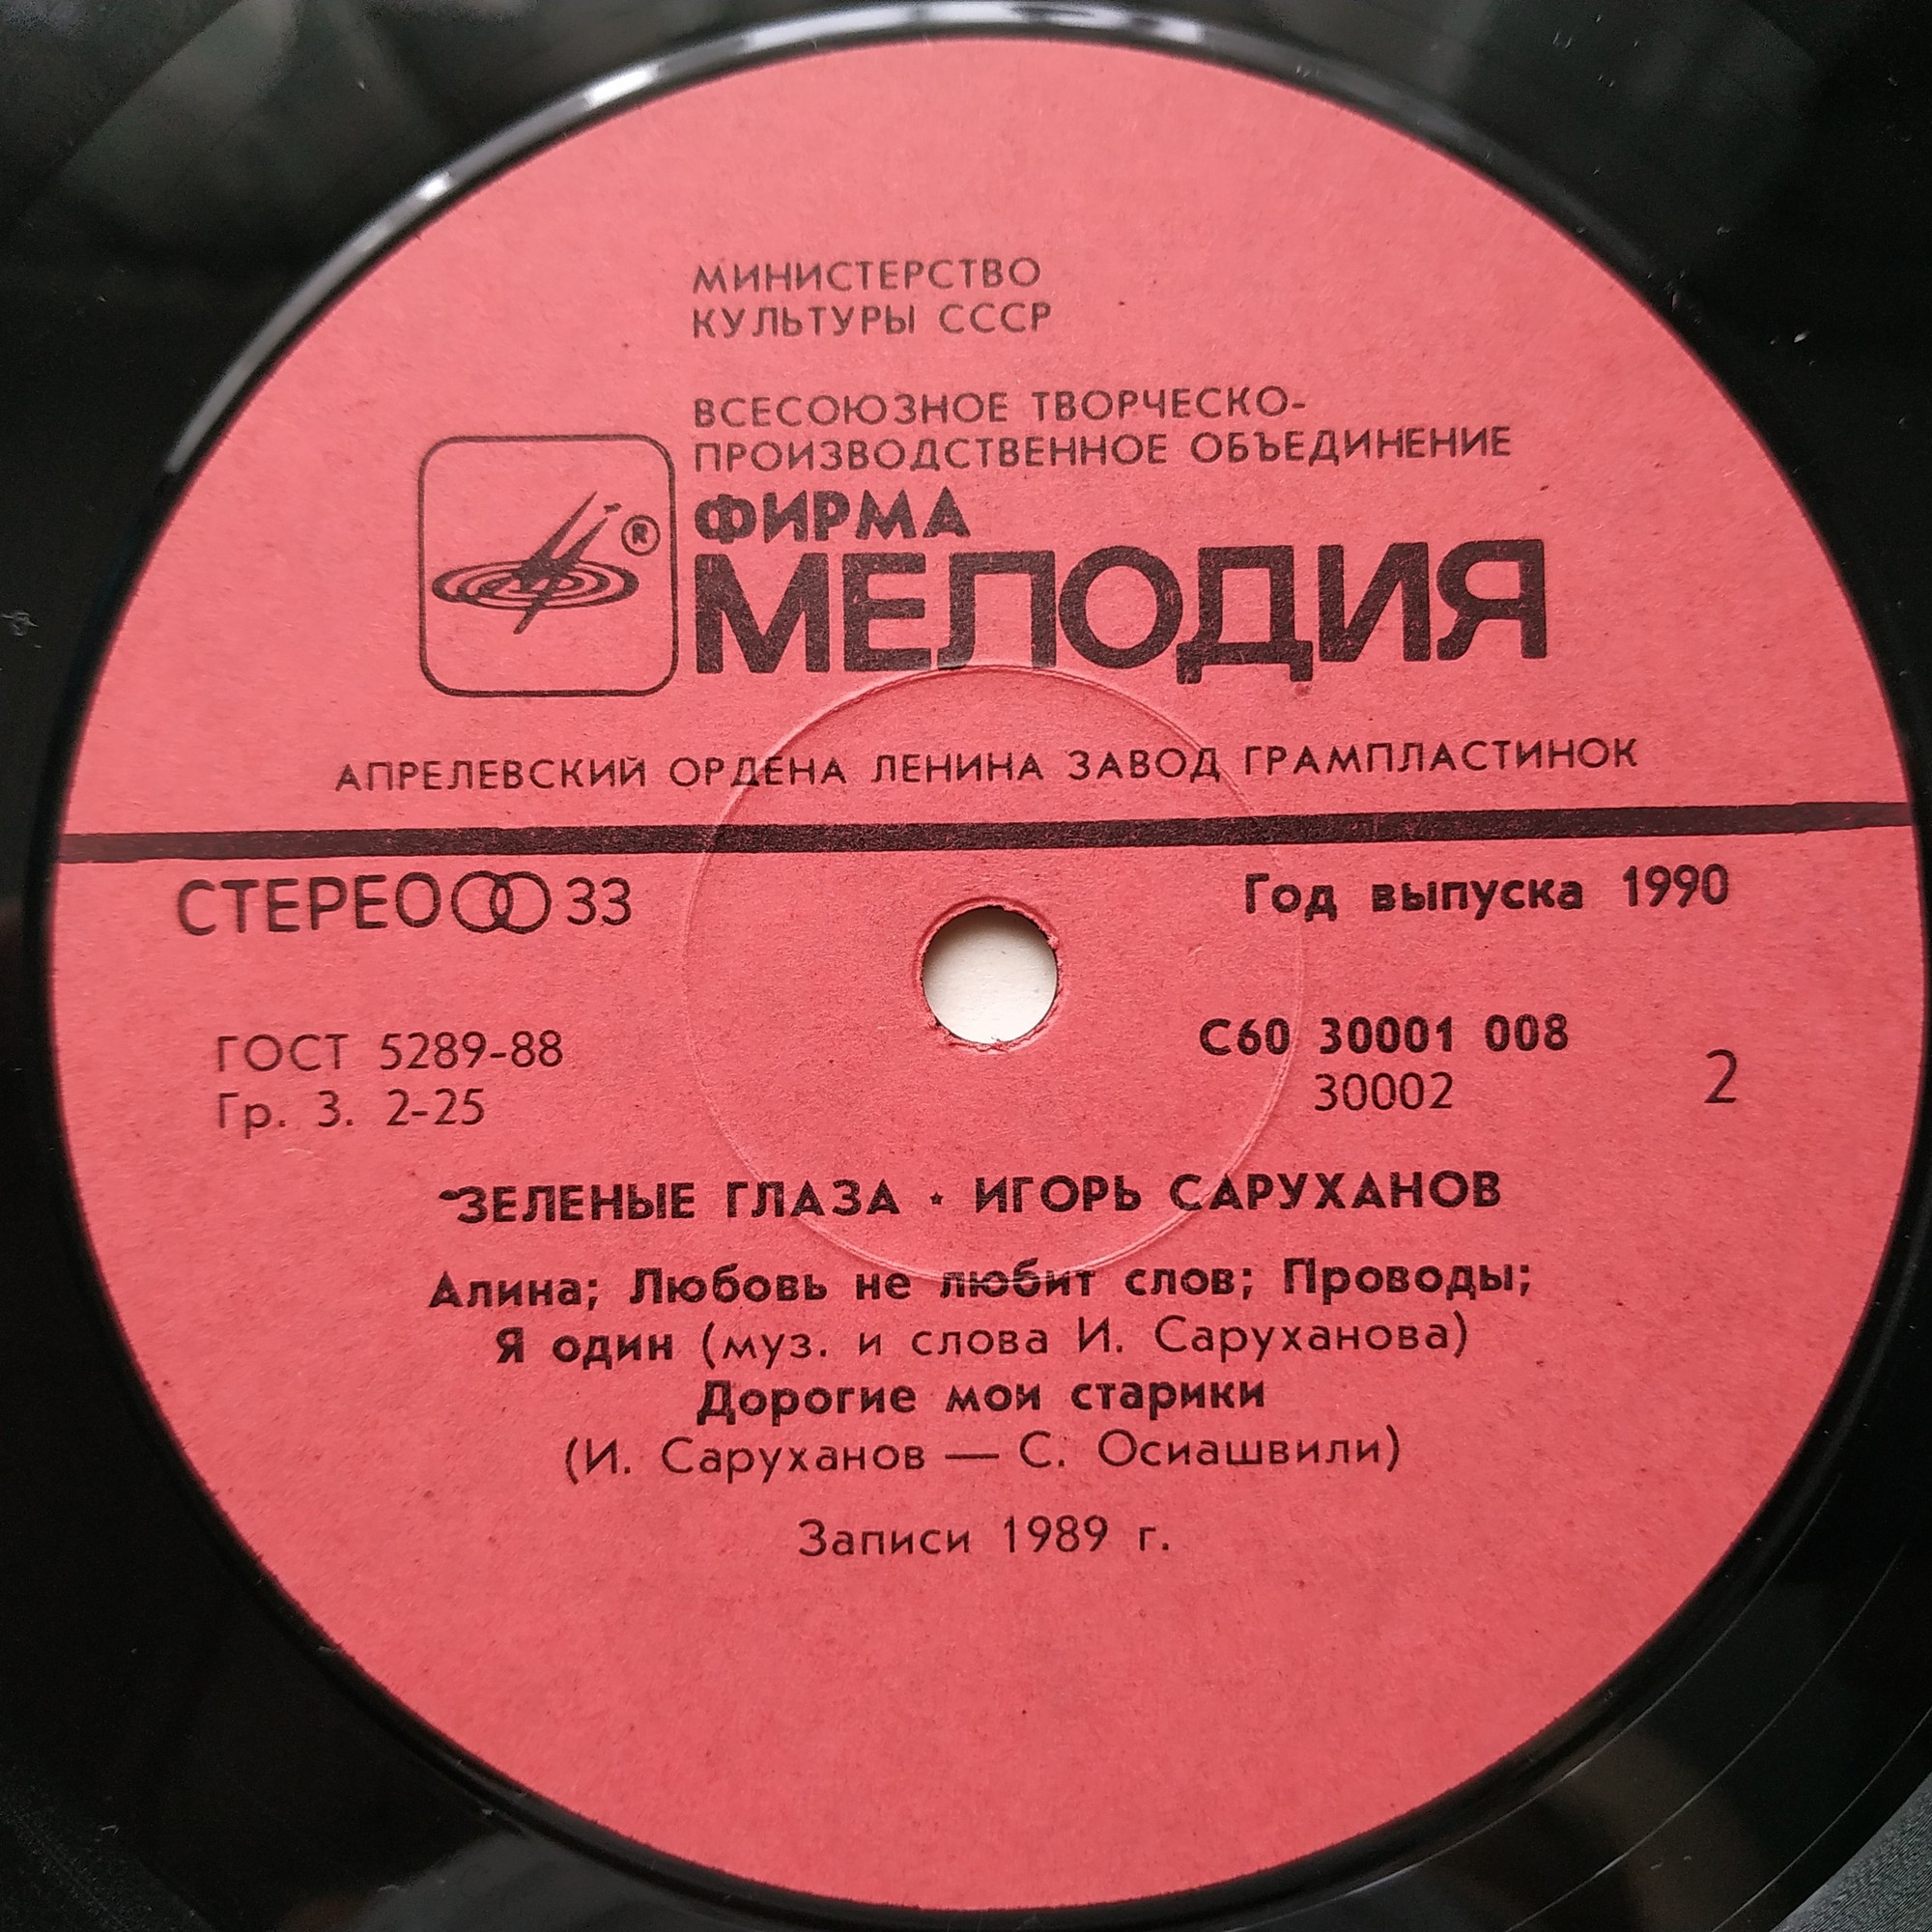 МИНИСТЕРСТВО
КУЛЬТУРЫ СССР
ВСЕСОЮЗНОЕ ТВОРЧЕСКО-
ПРОИЗВОДСТВЕННОЕ ОБЪЕДИНЕНИЕ
ФИРМА
®
МЕЛОДИЯ
АПРЕЛЕВСКИЙ ОРДЕНА ЛЕНИНА ЗАВОД ГРАМПЛАСТИНОК
СТЕРЕО 33
Год выпуска 1990
ГОСТ 5289-88
Гр. 3. 2-25
С60 30001 008
30002
2
ЗЕЛЕНЫЕ ГЛАЗА • ИГОРЬ САРУХАНОВ
Алина; Любовь не любит слов; Проводы;
Я один (муз. и слова И. Саруханова)
Дорогие мои старики
(И. Саруханов — С. Осиашвили)
Записи 1989 г.